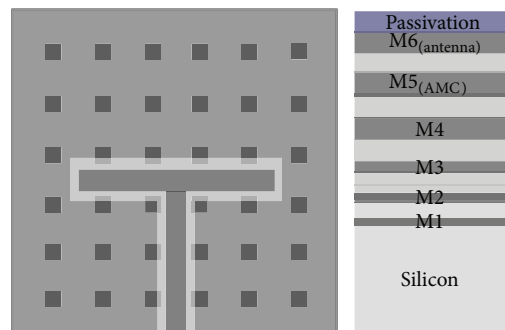 Passivation
M6(antenna)
M5(AMC)
M4
M3
M2
M1
Silicon